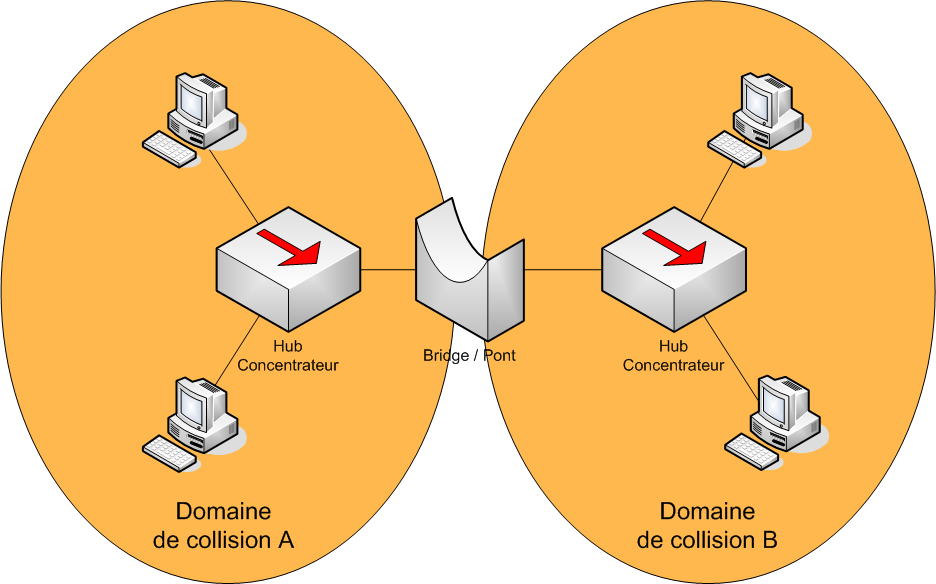 Hub
Concentrateur
Bridge / Pont
Hub
Concentrateur
Domaine
de collision A
Domaine
de collision B